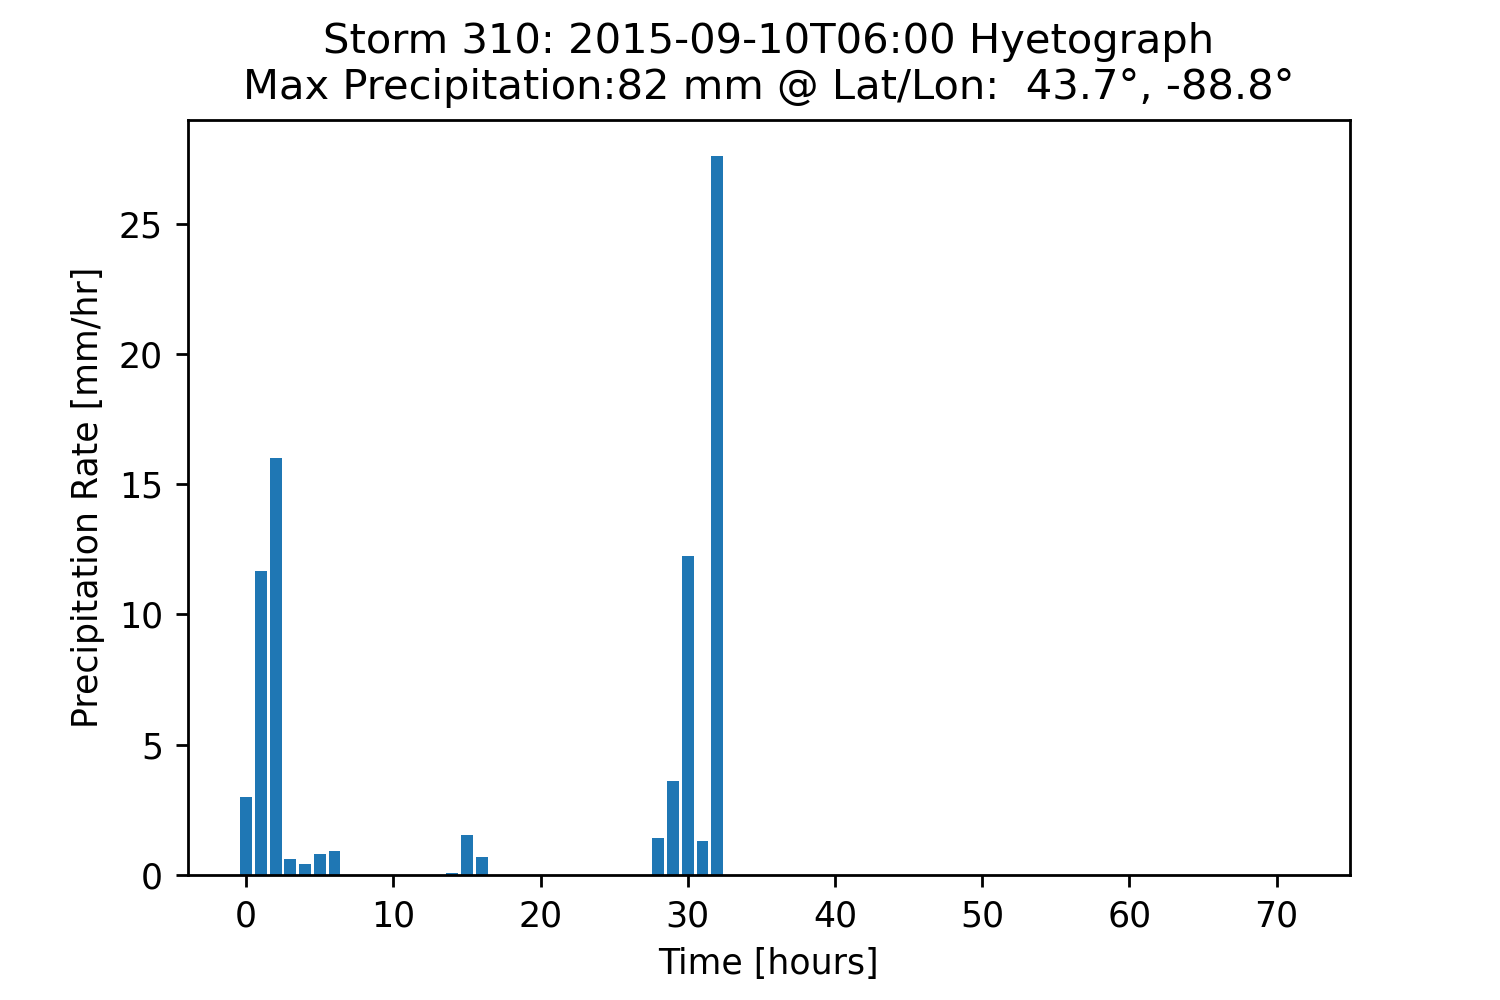 Storm 310: 2015-09-10T06:00 Hyetograph
Max Precipitation:82 mm @ Lat/Lon:  43.7°, -88.8°
Precipitation Rate [mm/hr]
25
20
15
10
5
0
0 10 20 30 40 50 60 70
Time [hours]